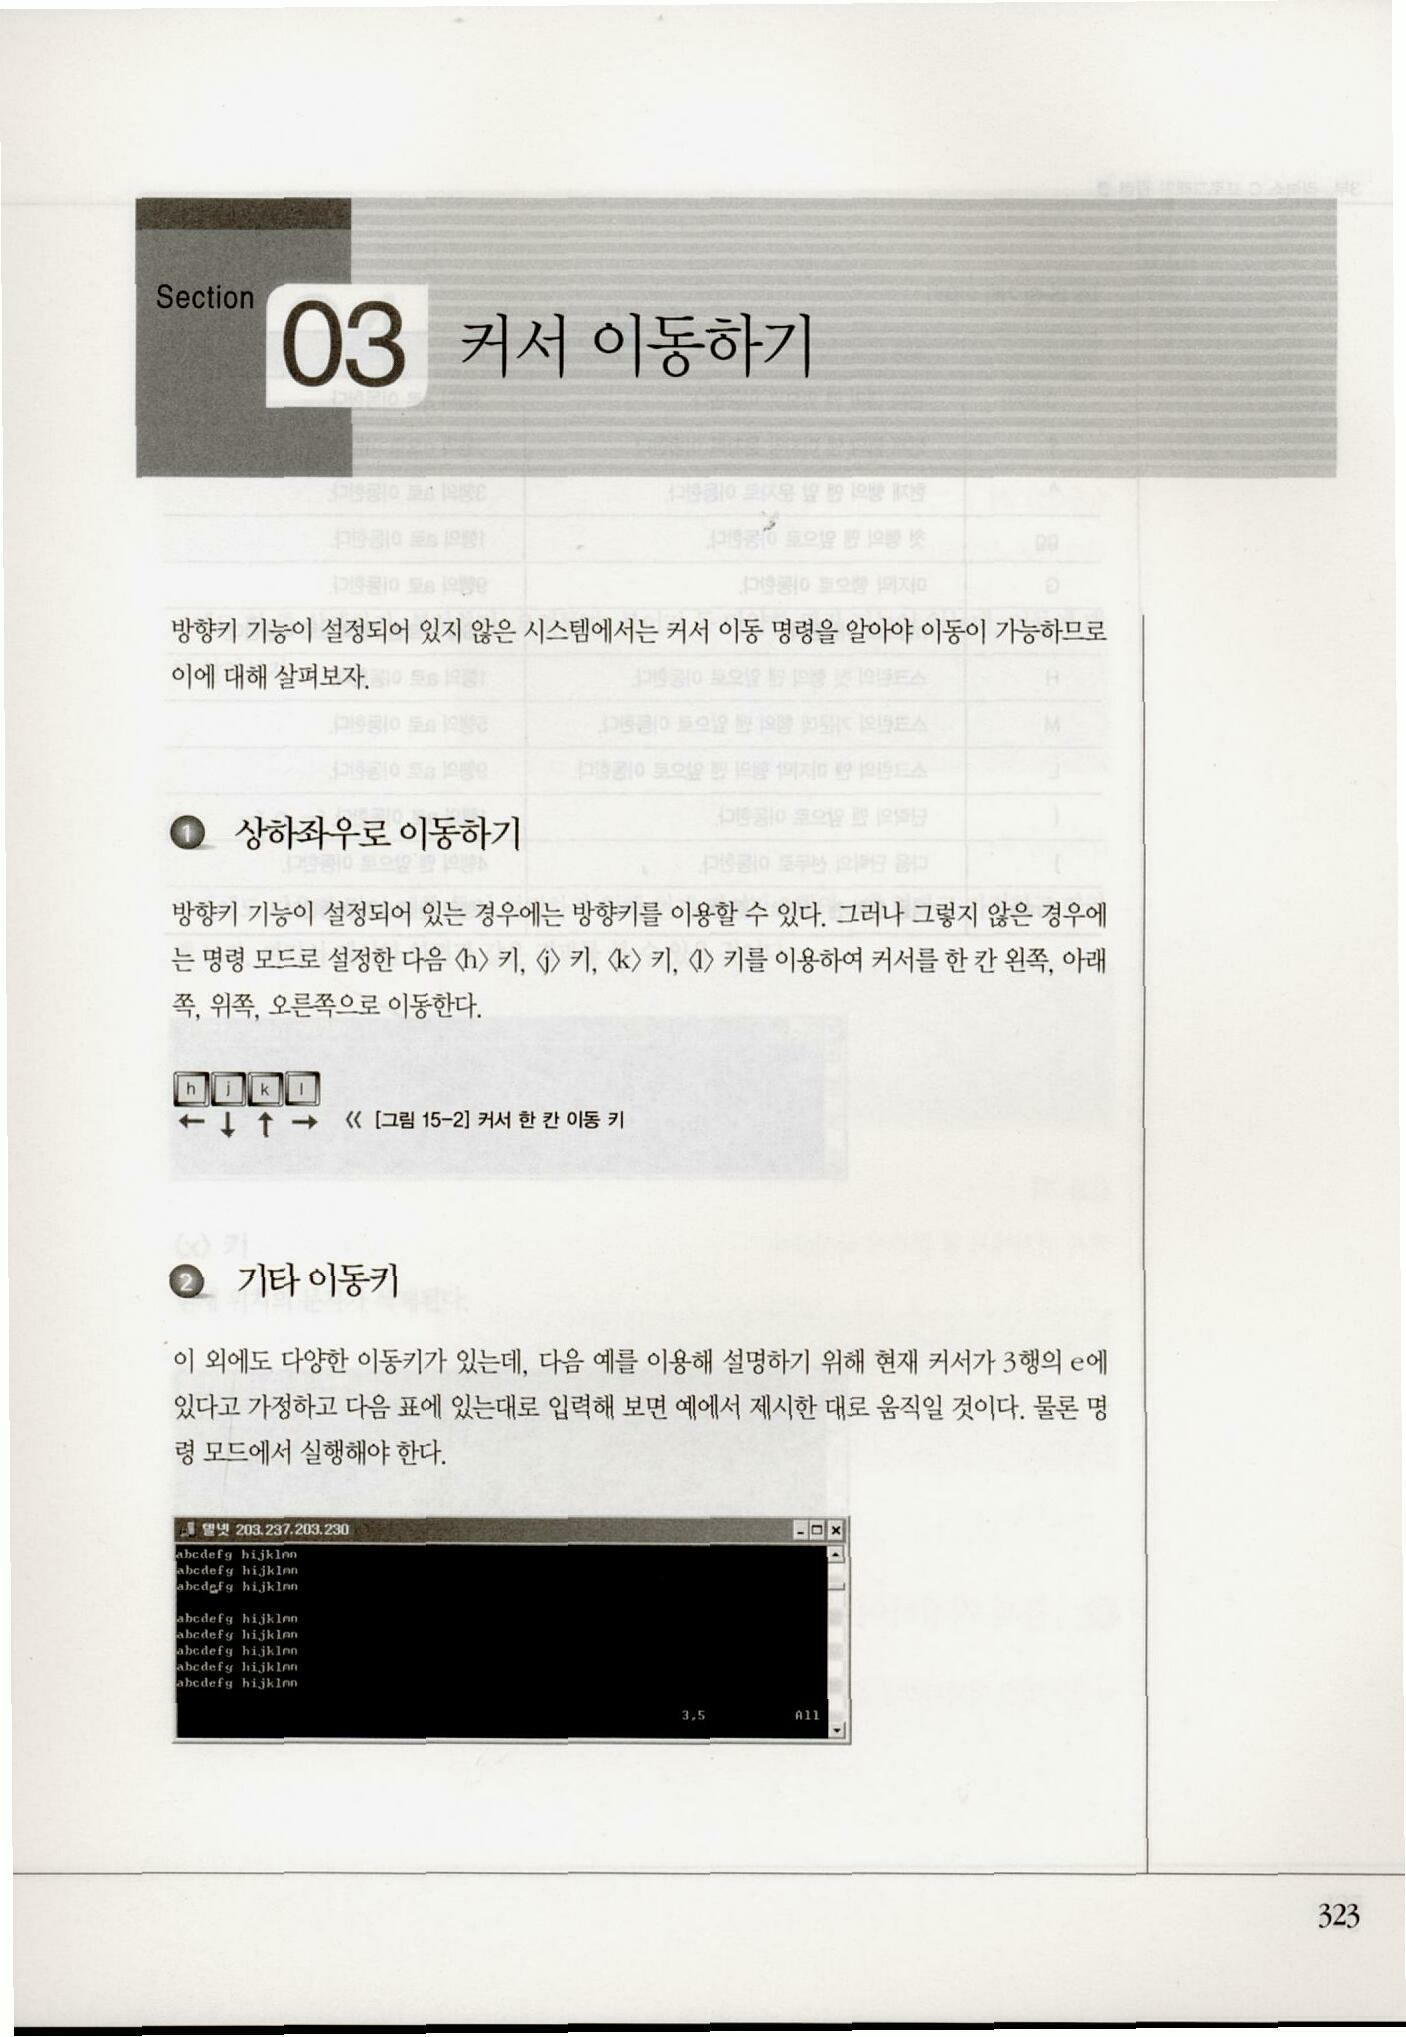 Section
03 커서 이동하기
방향키 기능이 설정되어 있지 않은 시스템에서는 커서 이동 명령을 알아야 이동이 가능하므로
이에 대해 살펴보자.
1 상하좌우로 이동하기
방향키 기능이 설정되어 있는 경우에는 방향키를 이용할 수 있다. 그러나 그렇지 않은 경우에
는 명령 모드로 설정한 다음 〈h〉 키, 〈j〉 키, 〈k〉 키, 〈l〉 키를 이용하여 커서를 한 칸 왼쪽, 아래
쪽, 위쪽, 오른쪽으로 이동한다.
h j k l
← ↓ ↑ → 《 [그림 15-2] 커서 한 칸 이동 키
2 기타 이동키
이 외에도 다양한 이동키가 있는데, 다음 예를 이용해 설명하기 위해 현재 커서가 3행의 e에
있다고 가정하고 다음 표에 있는대로 입력해 보면 예에서 제시한 대로 움직일 것이다. 물론 명
령 모드에서 실행해야 한다.
텔넷 203.237.203.230
abcdefg hijklmn
abcdefg hijklmn
abcdefg hijklmn
abcdefg hijklmn
abcdefg hijklmn
abcdefg hijklmn
abcdefg hijklmn
abcdefg hijklmn
3,5 All
323